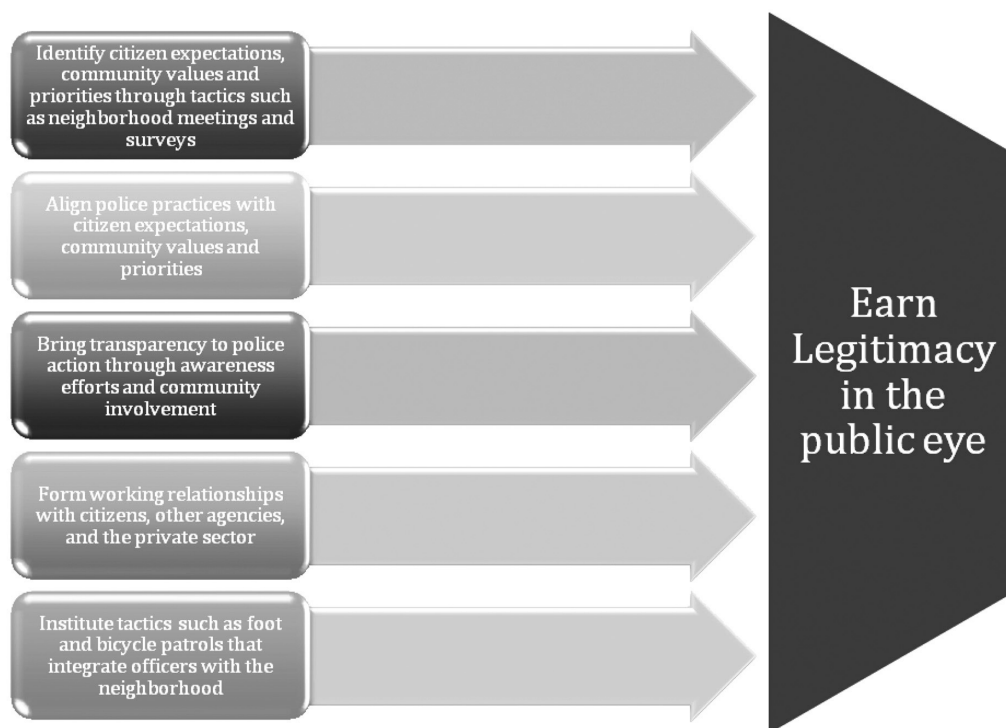 Identify citizen expectations,
community values and
priorities through tactics such
as neighborhood meetings and
surveys
Align police practices with
citizen expectations,
community values and
priorities
Bring transparency to police
action through awareness
efforts and community
involvement
Form working relationships
with citizens, other agencies,
and the private sector
Institute tactics such as foot
and bicycle patrols that
integrate officers with the
neighborhood
Earn
Legitimacy
in the
public eye